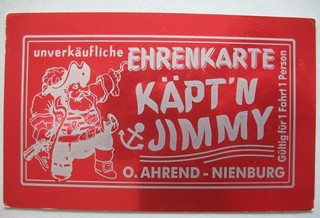 unverkäufliche EHRENKARTE
KÄPT'N
JIMMY
O. AHREND - NIENBURG
Gültig für 1 Fahrt 1 Person